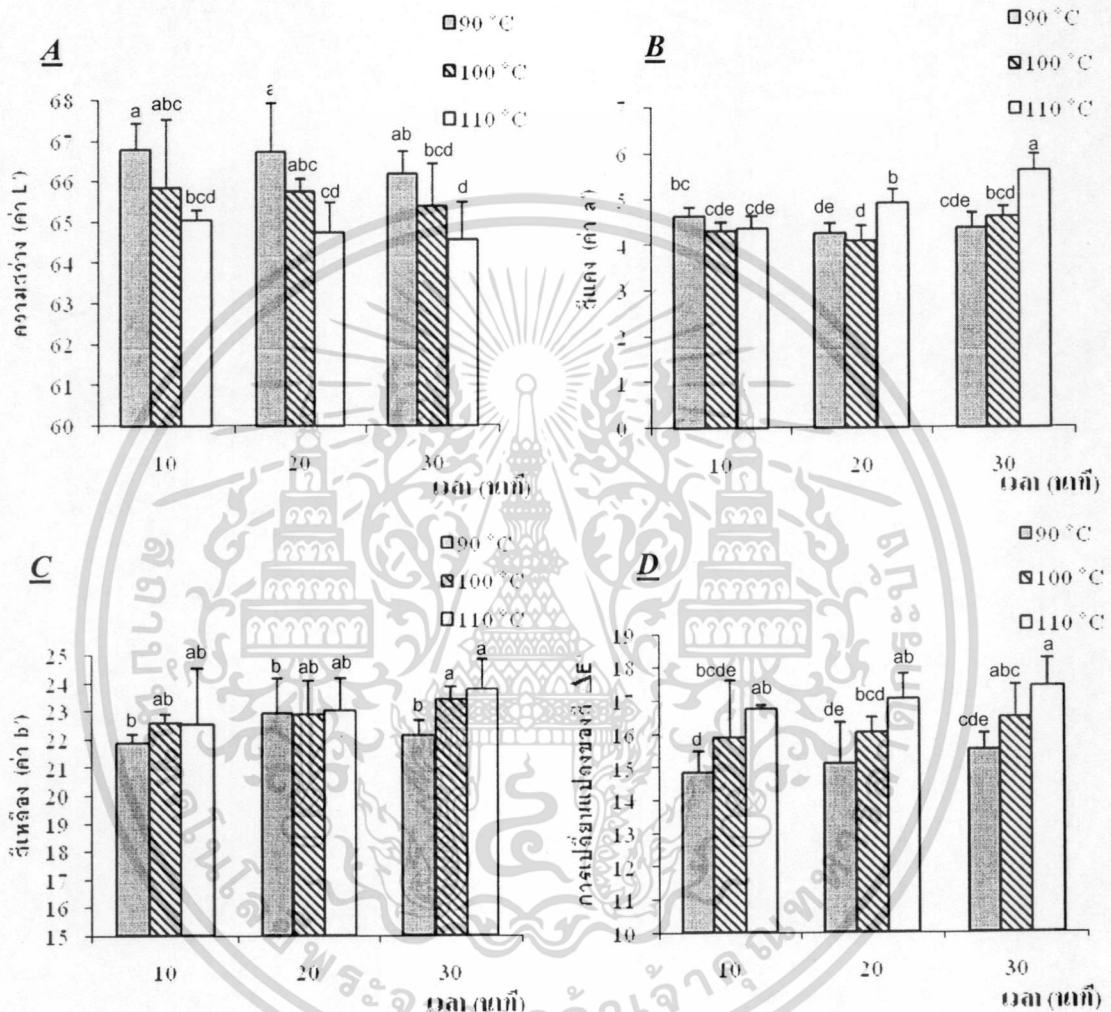 A
90 °C
100 °C
110 °C
ความสว่าง (ค่า L*)
68
67
66
65
64
63
62
61
60
a
abc
bcd
a
abc
cd
ab
bcd
d
10
20
30
เวลา (นาที)
B
90 °C
100 °C
110 °C
สีแดง (ค่า a*)
7
6
5
4
3
2
1
0
bc
cde
cde
de
d
b
cde
bcd
a
10
20
30
เวลา (นาที)
C
90 °C
100 °C
110 °C
สีเหลือง (ค่า b*)
25
24
23
22
21
20
19
18
17
16
15
b
ab
ab
b
ab
ab
b
a
a
10
20
30
เวลา (นาที)
D
90 °C
100 °C
110 °C
การเปลี่ยนแปลงของสี ΔE*
19
18
17
16
15
14
13
12
11
10
d
bcde
ab
de
bcd
ab
cde
abc
a
10
20
30
เวลา (นาที)